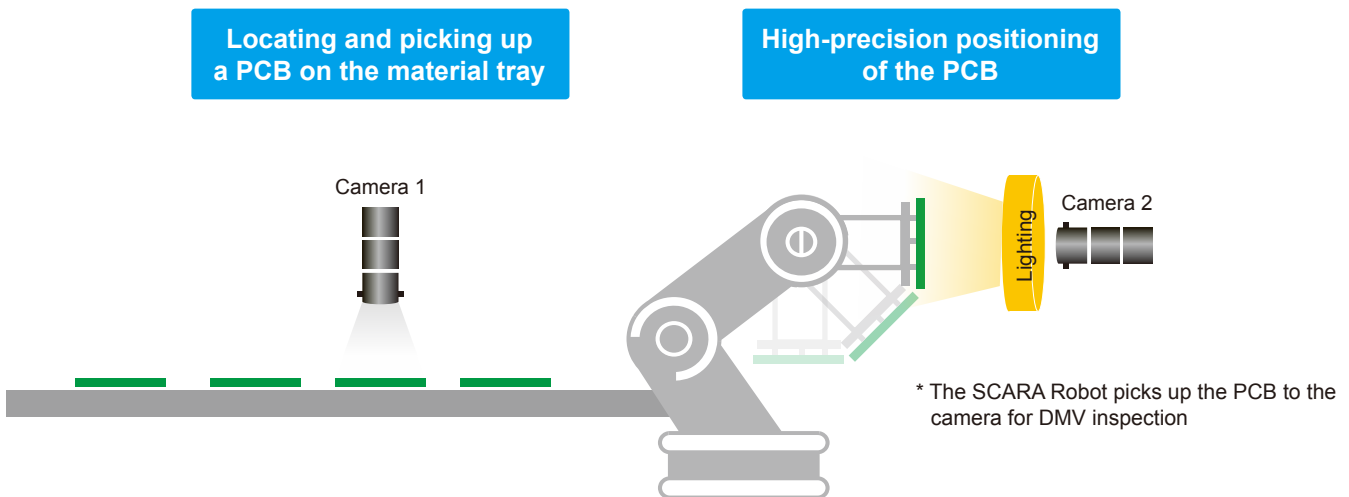 Locating and picking up
a PCB on the material tray
High-precision positioning
of the PCB
Camera 1
Lighting
Camera 2
* The SCARA Robot picks up the PCB to the
camera for DMV inspection